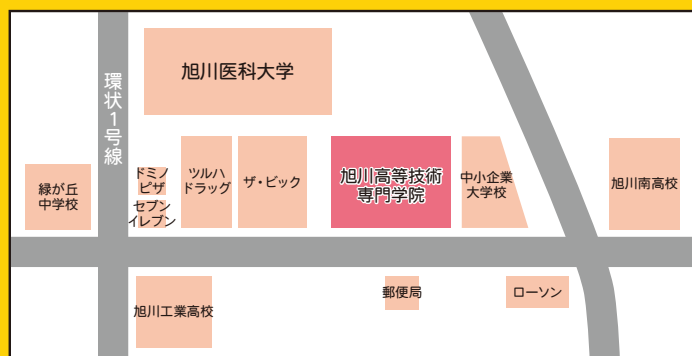 旭川医科大学
環状1号線
緑が丘
中学校
ドミノ
ピザ
セブン
イレブン
ツルハ
ドラッグ
ザ・ビック
旭川高等技術
専門学院
中小企業
大学校
旭川南高校
旭川工業高校
郵便局
ローソン